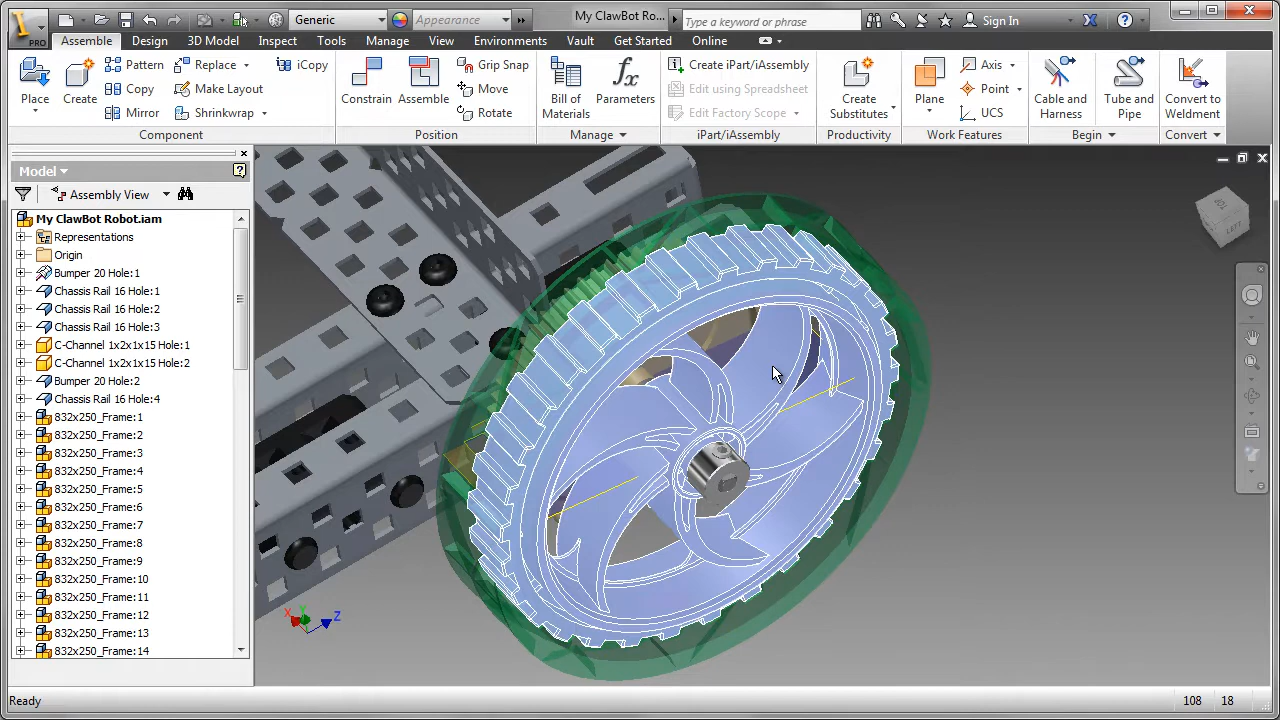 Generic
Appearance
My ClawBot Ro...
Type a keyword or phrase
Sign In
PRO
Assemble
Design
3D Model
Inspect
Tools
Manage
View
Environments
Vault
Get Started
Online
Place
Create
Pattern
Copy
Mirror
Replace
Make Layout
Shrinkwrap
iCopy
Component
Constrain
Assemble
Grip Snap
Move
Rotate
Position
Bill of
Materials
fx
Parameters
Manage
Create iPart/iAssembly
Edit using Spreadsheet
Edit Factory Scope
iPart/iAssembly
Create
Substitutes
Productivity
Plane
Axis
Point
UCS
Work Features
Cable and
Harness
Tube and
Pipe
Begin
Convert to
Weldment
Convert
Model
Assembly View
My ClawBot Robot.iam
Representations
Origin
Bumper 20 Hole:1
Chassis Rail 16 Hole:1
Chassis Rail 16 Hole:2
Chassis Rail 16 Hole:3
C-Channel 1x2x1x15 Hole:1
C-Channel 1x2x1x15 Hole:2
Bumper 20 Hole:2
Chassis Rail 16 Hole:4
832x250_Frame:1
832x250_Frame:2
832x250_Frame:3
832x250_Frame:4
832x250_Frame:5
832x250_Frame:6
832x250_Frame:7
832x250_Frame:8
832x250_Frame:9
832x250_Frame:10
832x250_Frame:11
832x250_Frame:12
832x250_Frame:13
832x250_Frame:14
TOP
LEFT
X
Y
Z
Ready
108
18